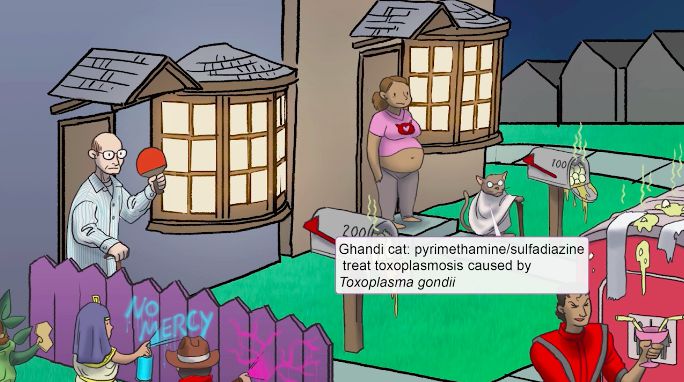 100
200
Ghandi cat: pyrimethamine/sulfadiazine
treat toxoplasmosis caused by
Toxoplasma gondii
NO
MERCY